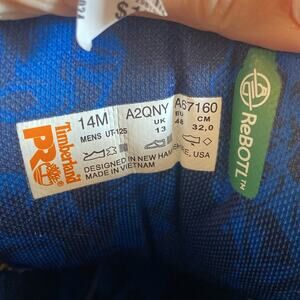 Timberland
PRO
14M
A2QNY
A67160
MENS UT-125
UK
13
EU
48
CM
32,0
DESIGNED IN NEW HAMPSHIRE, USA
MADE IN VIETNAM
ReBOTL™